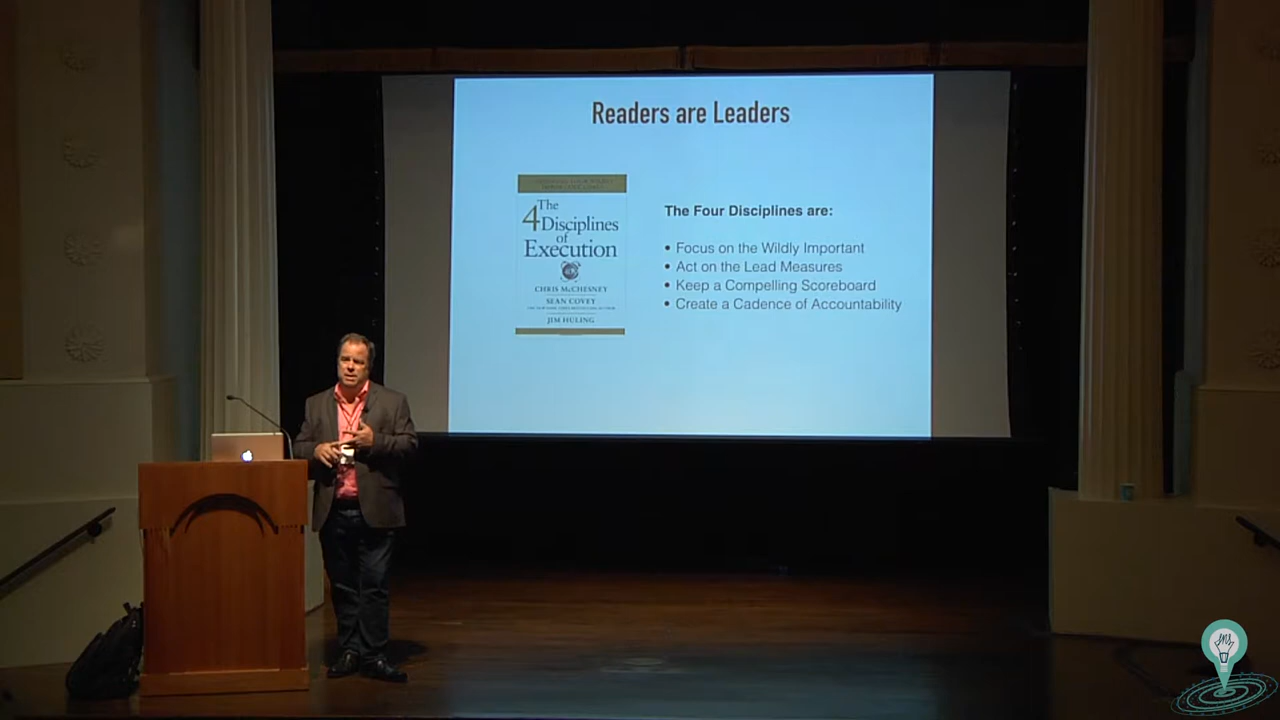 Readers are Leaders
The
4 Disciplines
of
Execution
CHRIS McCHESNEY
SEAN COVEY
JIM HULING
The Four Disciplines are:
• Focus on the Wildly Important
• Act on the Lead Measures
• Keep a Compelling Scoreboard
• Create a Cadence of Accountability